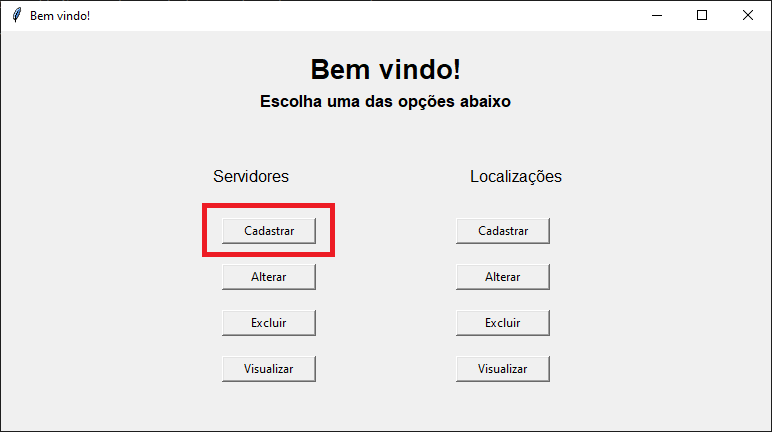 Bem vindo!
Bem vindo!
Escolha uma das opções abaixo
Servidores Localizações
Cadastrar Cadastrar
Alterar Alterar
Excluir Excluir
Visualizar Visualizar